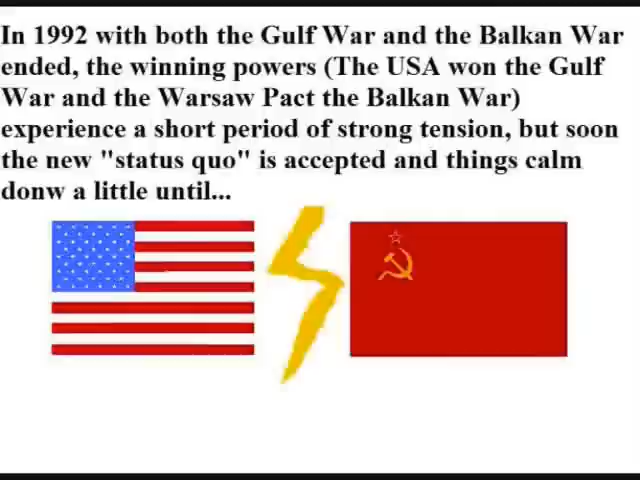 In 1992 with both the Gulf War and the Balkan War
ended, the winning powers (The USA won the Gulf
War and the Warsaw Pact the Balkan War)
experience a short period of strong tension, but soon
the new "status quo" is accepted and things calm
donw a little until...